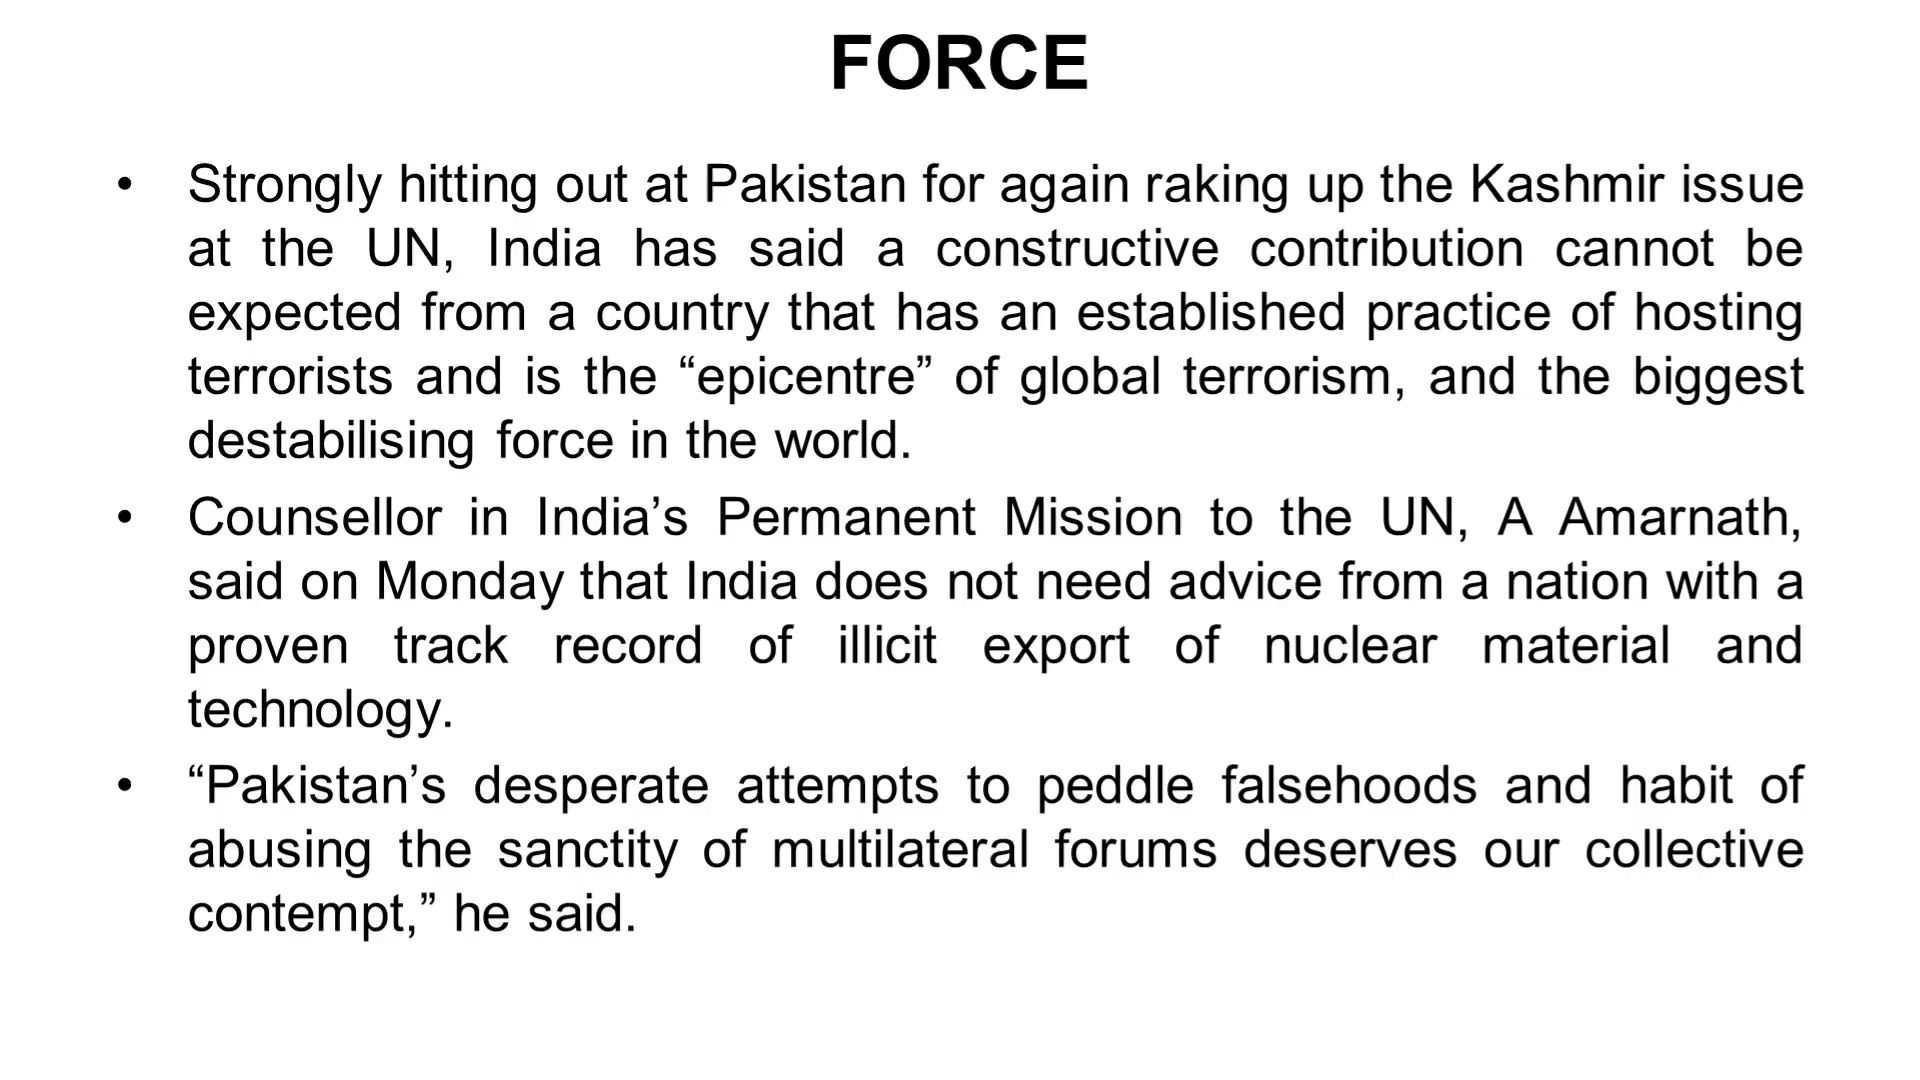 FORCE
• Strongly hitting out at Pakistan for again raking up the Kashmir issue
at the UN, India has said a constructive contribution cannot be
expected from a country that has an established practice of hosting
terrorists and is the “epicentre” of global terrorism, and the biggest
destabilising force in the world.
• Counsellor in India’s Permanent Mission to the UN, A Amarnath,
said on Monday that India does not need advice from a nation with a
proven track record of illicit export of nuclear material and
technology.
• “Pakistan’s desperate attempts to peddle falsehoods and habit of
abusing the sanctity of multilateral forums deserves our collective
contempt,” he said.